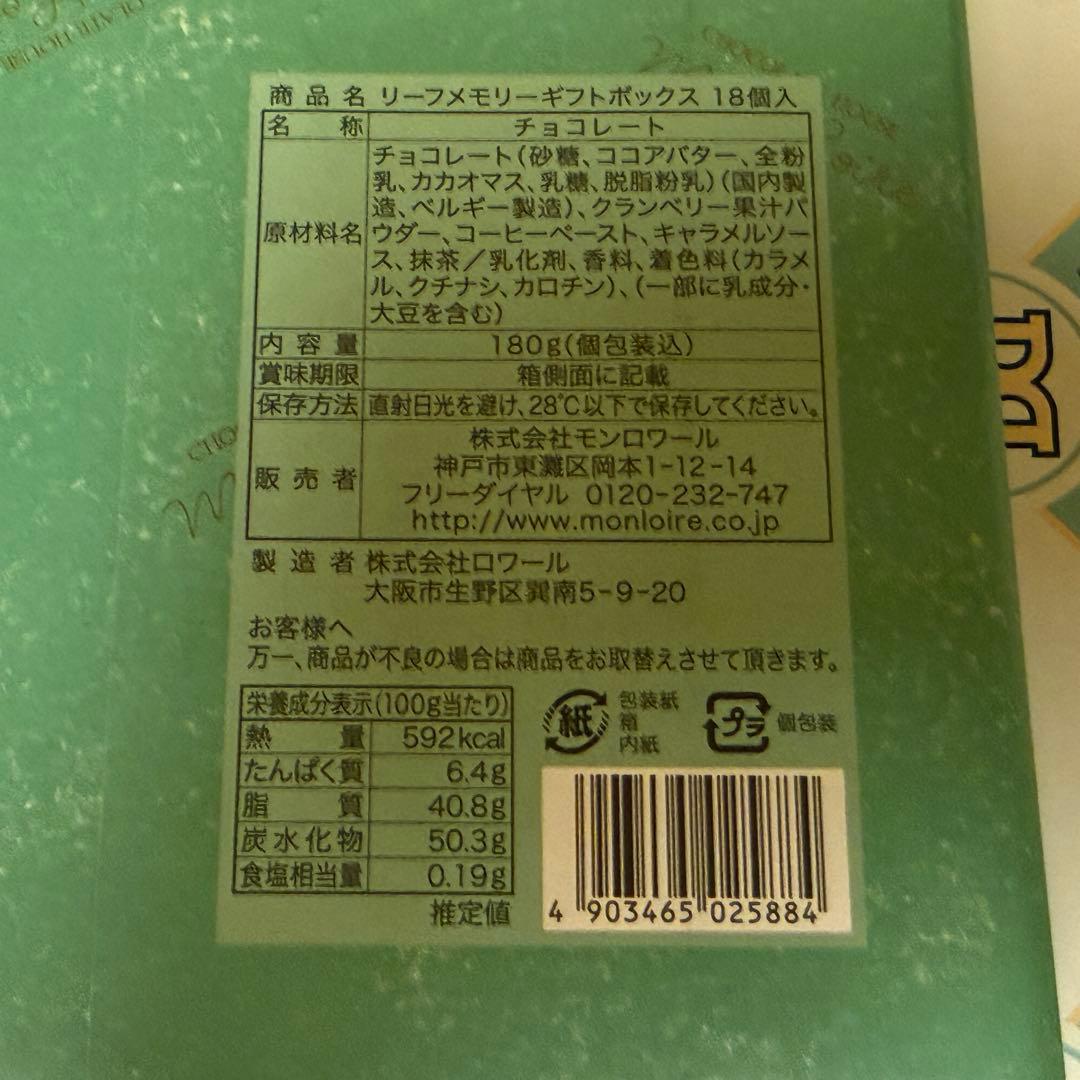 商品名 リーフメモリーギフトボックス 18個入
名称 チョコレート
原材料名
チョコレート(砂糖、ココアバター、全粉
乳、カカオマス、乳糖、脱脂粉乳)(国内製
造、ベルギー製造)、クランベリー果汁パ
ウダー、コーヒーペースト、キャラメルソー
ス、抹茶／乳化剤、香料、着色料(カラメ
ル、クチナシ、カロチン)、(一部に乳成分・
大豆を含む)
内容量 180g(個包装込)
賞味期限 箱側面に記載
保存方法 直射日光を避け、28℃以下で保存してください。
販売者
株式会社モンロワール
神戸市東灘区岡本1-12-14
フリーダイヤル 0120-232-747
http://www.monloire.co.jp
製造者 株式会社ロワール
大阪市生野区巽南5-9-20
お客様へ
万一、商品が不良の場合は商品をお取替えさせて頂きます。
栄養成分表示(100g当たり)
熱量 592kcal
たんぱく質 6.4g
脂質 40.8g
炭水化物 50.3g
食塩相当量 0.19g
推定値
紙
包装紙
箱
内紙
プラ 個包装
4 903465 025884